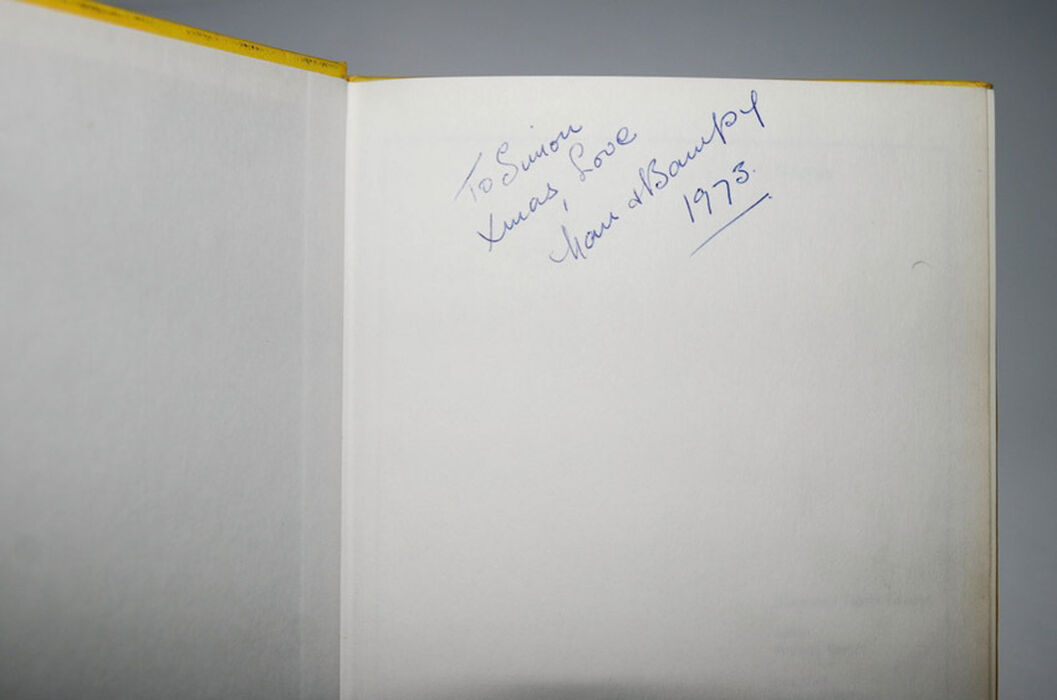 To Simon
Xmas, Love
Nan & Bampy
1973.